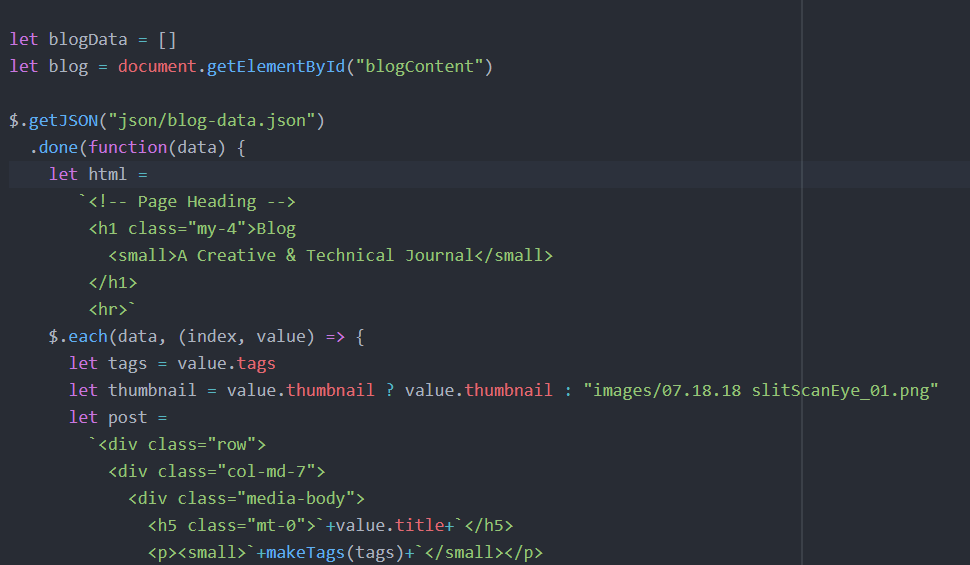 let blogData = []
let blog = document.getElementById("blogContent")
$.getJSON("json/blog-data.json")
.done(function(data) {
let html =
`<!-- Page Heading -->
<h1 class="my-4">Blog
<small>A Creative & Technical Journal</small>
</h1>
<hr>`
$.each(data, (index, value) => {
let tags = value.tags
let thumbnail = value.thumbnail ? value.thumbnail : "images/07.18.18 slitScanEye_01.png"
let post =
`<div class="row">
<div class="col-md-7">
<div class="media-body">
<h5 class="mt-0">`+value.title+`</h5>
<p><small>`+makeTags(tags)+`</small></p>